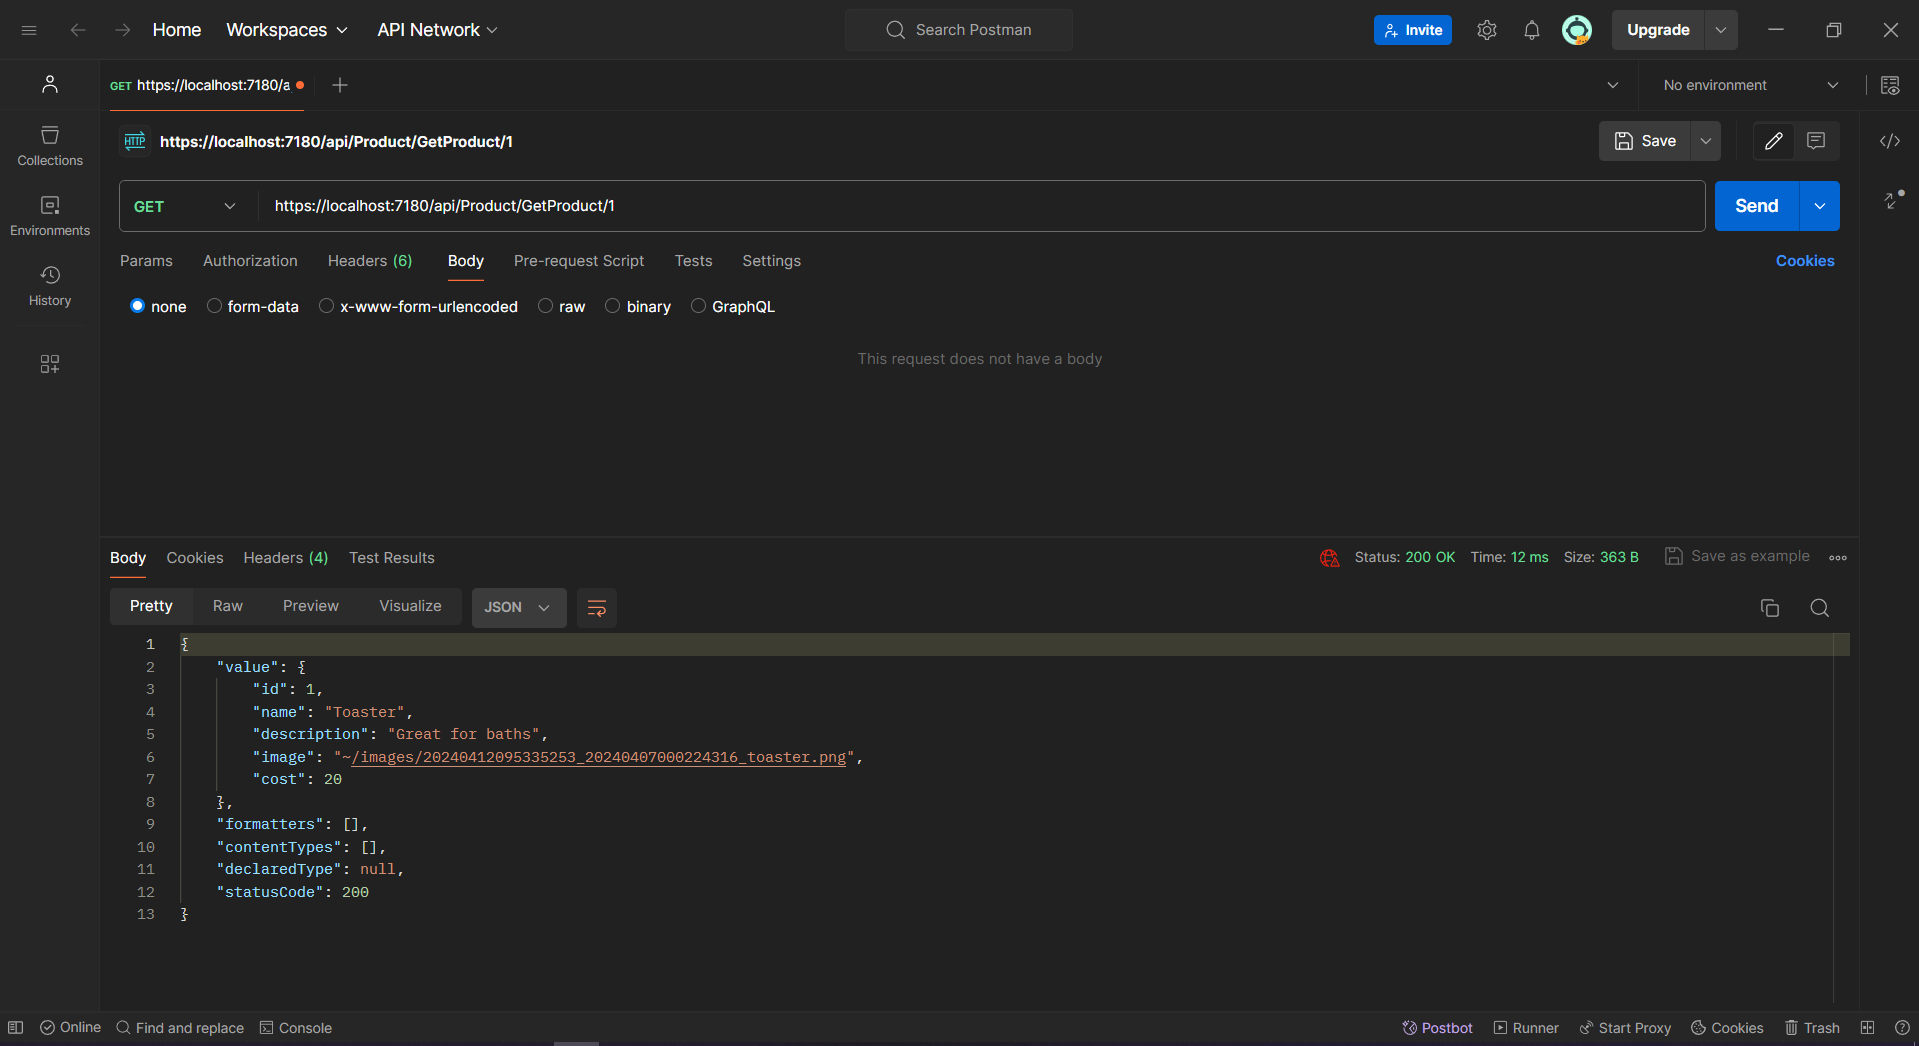 Home Workspaces API Network Search Postman Invite Upgrade
GET https://localhost:7180/a No environment
HTTP https://localhost:7180/api/Product/GetProduct/1 Save
Collections
GET https://localhost:7180/api/Product/GetProduct/1 Send
Environments
Params Authorization Headers (6) Body Pre-request Script Tests Settings Cookies
History
none form-data x-www-form-urlencoded raw binary GraphQL
This request does not have a body
Body Cookies Headers (4) Test Results Status: 200 OK Time: 12 ms Size: 363 B Save as example
Pretty Raw Preview Visualize JSON
1 {
2 "value": {
3 "id": 1,
4 "name": "Toaster",
5 "description": "Great for baths",
6 "image": "~/images/20240412095335253_20240407000224316_toaster.png",
7 "cost": 20
8 },
9 "formatters": [],
10 "contentTypes": [],
11 "declaredType": null,
12 "statusCode": 200
13 }
Online Find and replace Console Postbot Runner Start Proxy Cookies Trash